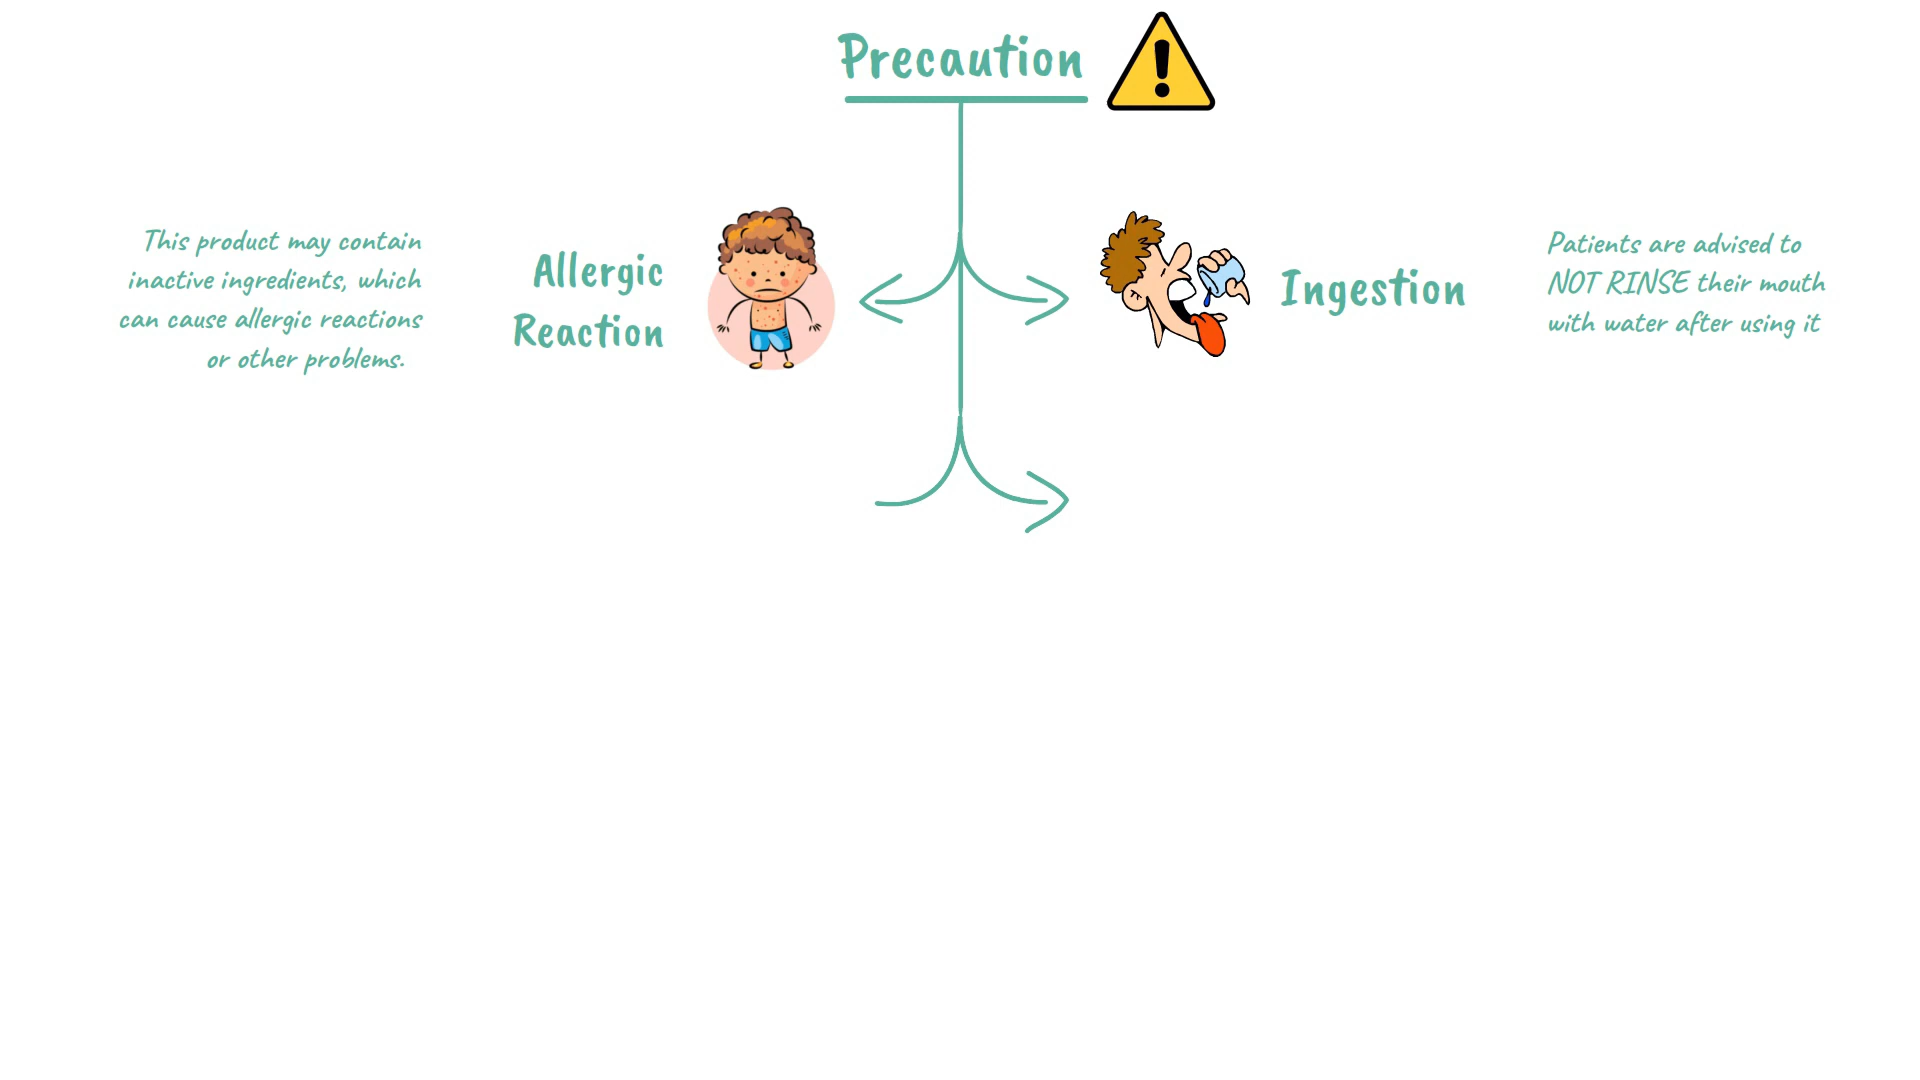 Precaution
This product may contain
inactive ingredients, which
can cause allergic reactions
or other problems.
Allergic
Reaction
Ingestion
Patients are advised to
NOT RINSE their mouth
with water after using it